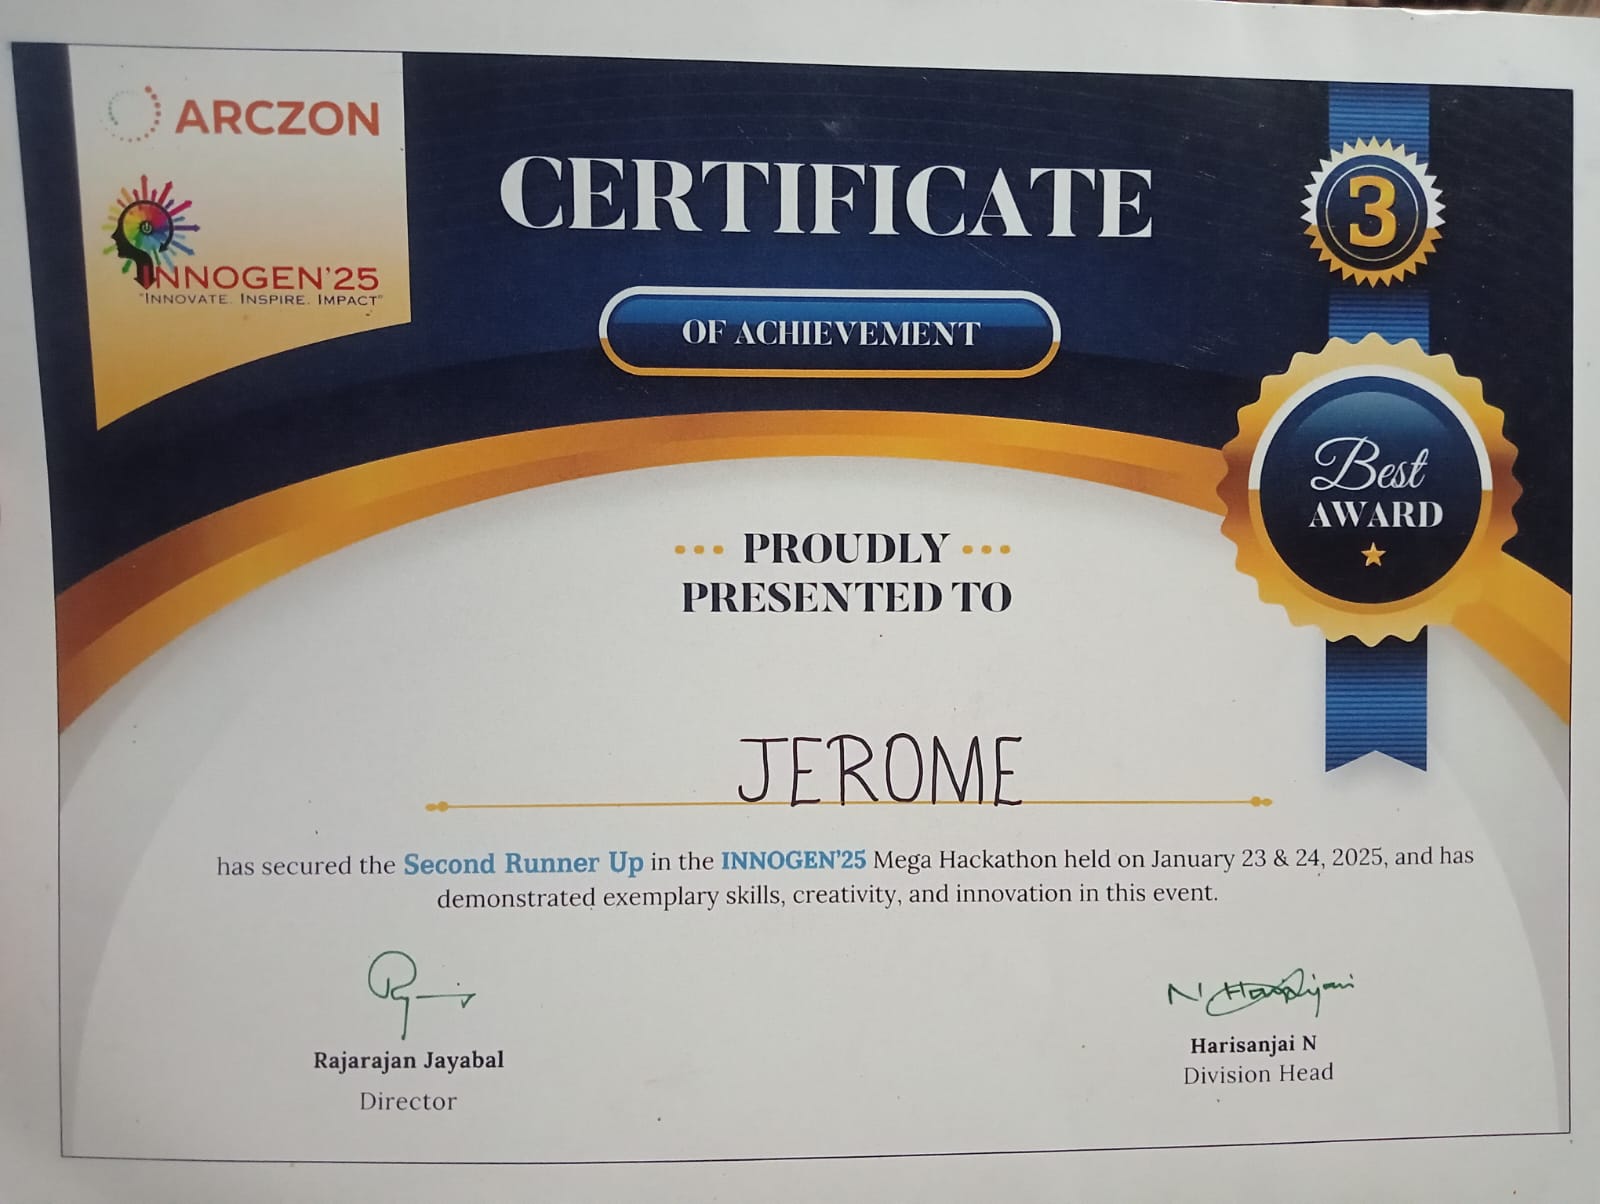 ARCZON
INNOGEN'25
"INNOVATE. INSPIRE. IMPACT"
CERTIFICATE
OF ACHIEVEMENT
3
Best
AWARD
PROUDLY
PRESENTED TO
JEROME
has secured the Second Runner Up in the INNOGEN'25 Mega Hackathon held on January 23 & 24, 2025, and has
demonstrated exemplary skills, creativity, and innovation in this event.
N Harisanjai
Rajarajan Jayabal
Director
Harisanjai N
Division Head